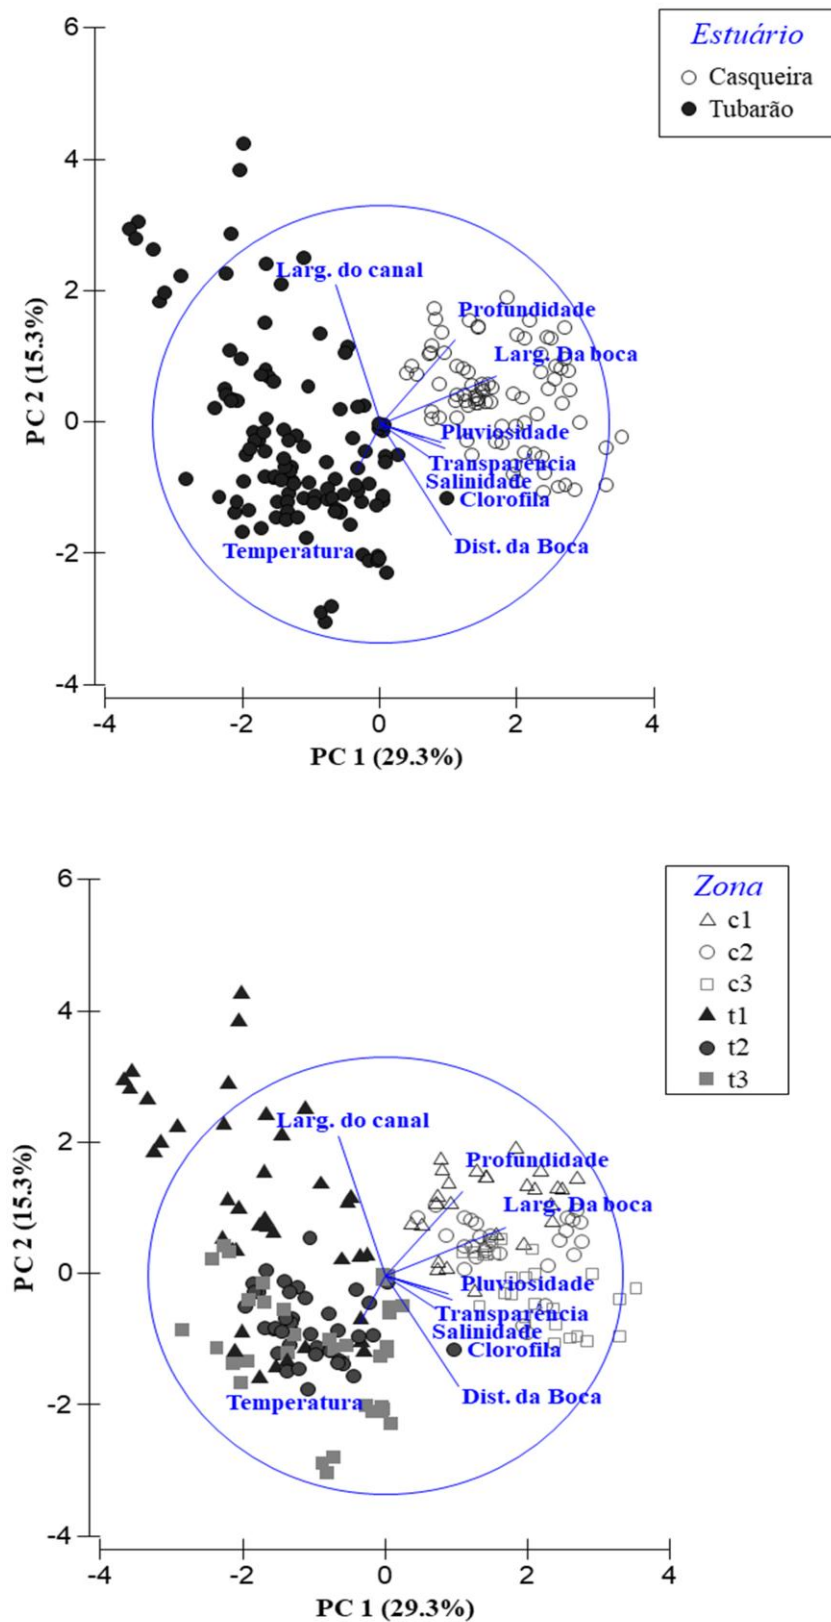 Estuário
Casqueira
Tubarão
6
4
2
0
-2
-4
PC 2 (15.3%)
Larg. do canal
Profundidade
Larg. Da boca
Pluviosidade
Transparência
Salinidade
Clorofila
Dist. da Boca
Temperatura
-4
-2
0
2
4
PC 1 (29.3%)
Zona
c1
c2
c3
t1
t2
t3
6
4
2
0
-2
-4
PC 2 (15.3%)
Larg. do canal
Profundidade
Larg. Da boca
Pluviosidade
Transparência
Salinidade
Clorofila
Dist. da Boca
Temperatura
-4
-2
0
2
4
PC 1 (29.3%)